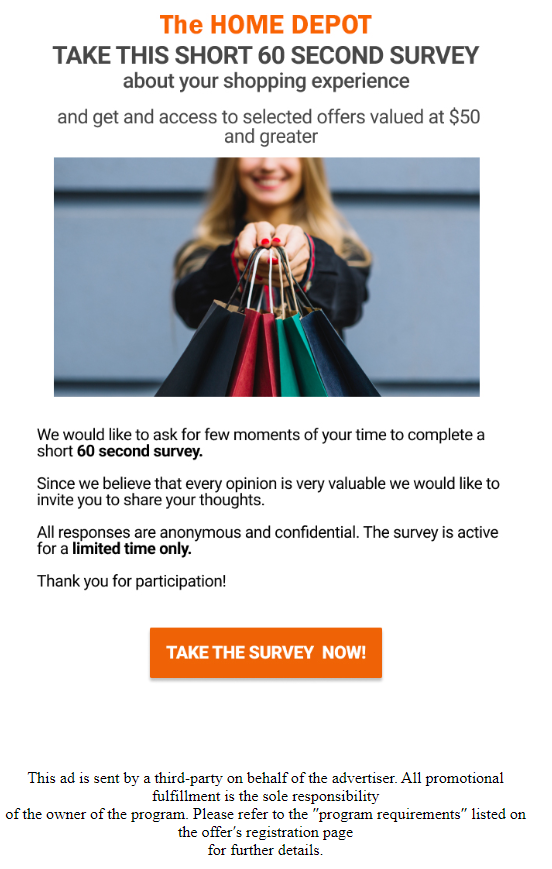 The HOME DEPOT
TAKE THIS SHORT 60 SECOND SURVEY
about your shopping experience
and get and access to selected offers valued at $50
and greater
We would like to ask for few moments of your time to complete a
short 60 second survey.
Since we believe that every opinion is very valuable we would like to
invite you to share your thoughts.
All responses are anonymous and confidential. The survey is active
for a limited time only.
Thank you for participation!
TAKE THE SURVEY NOW!
This ad is sent by a third-party on behalf of the advertiser. All promotional
fulfillment is the sole responsibility
of the owner of the program. Please refer to the "program requirements" listed on
the offer's registration page
for further details.